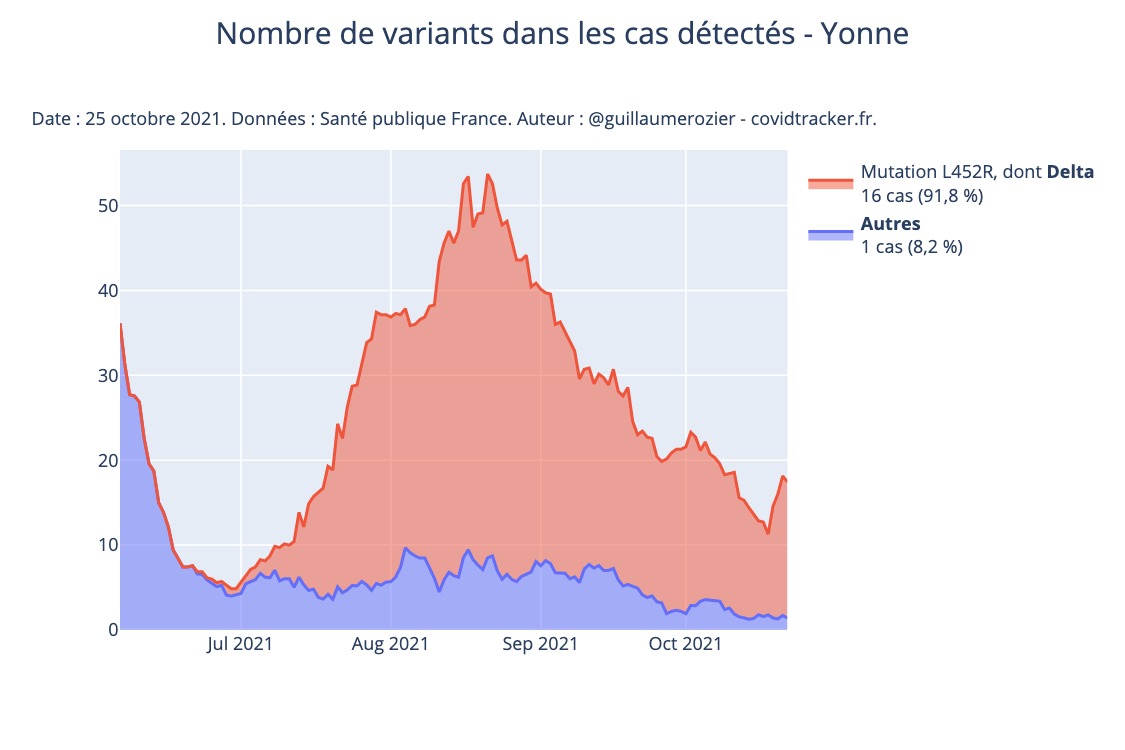 Nombre de variants dans les cas détectés - Yonne
Date : 25 octobre 2021. Données : Santé publique France. Auteur : @guillaumerozier - covidtracker.fr.
Mutation L452R, dont Delta
16 cas (91,8 %)
Autres
1 cas (8,2 %)
50
40
30
20
10
0
Jul 2021
Aug 2021
Sep 2021
Oct 2021